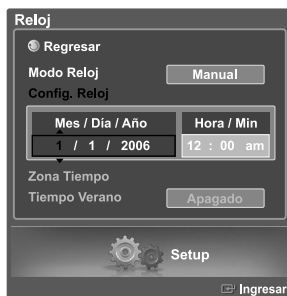 Reloj
Regresar
Modo Reloj Manual
Config. Reloj
Mes / Día / Año Hora / Min
1 / 1 / 2006 12 : 00 am
Zona Tiempo
Tiempo Verano Apagado
Setup
Ingresar